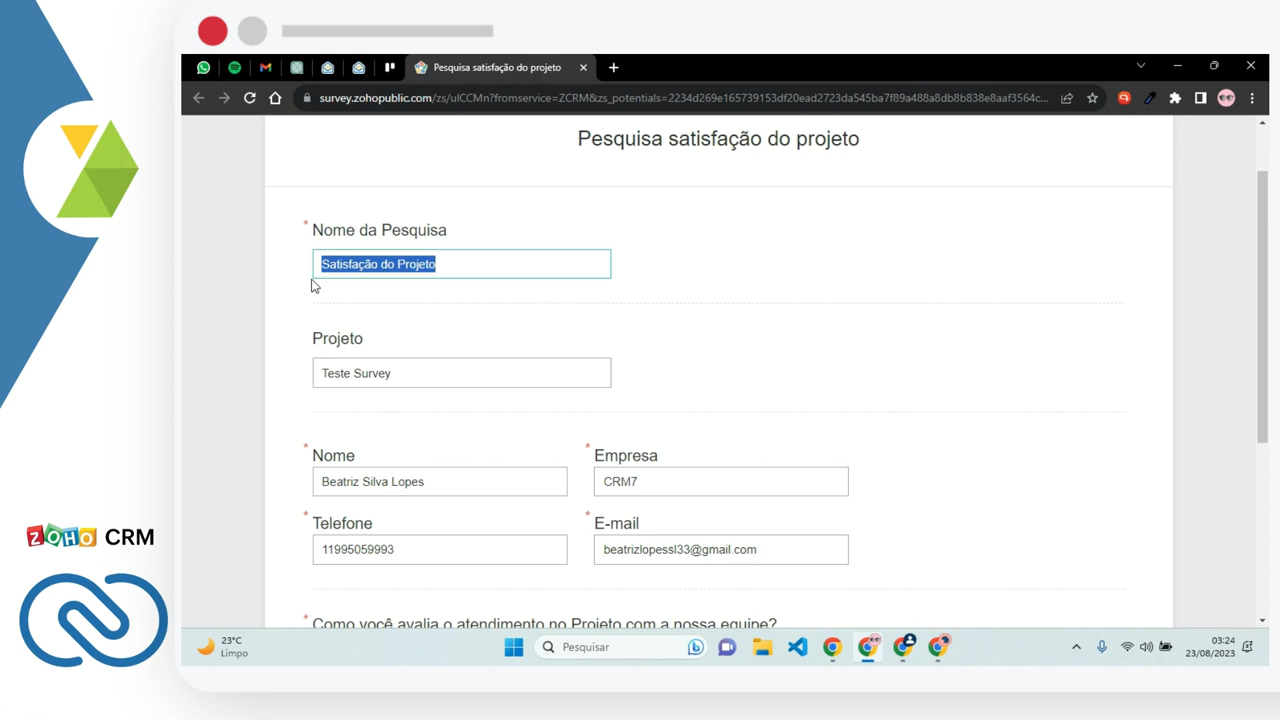 Pesquisa satisfação do projeto
survey.zohopublic.com/zs/ulCCMn?fromservice=ZCRM&zs_potentials=2234d269e165739153df20ead2723da545ba7f89a488a8db8b838e8aaf3564c...
Pesquisa satisfação do projeto
* Nome da Pesquisa
Satisfação do Projeto
Projeto
Teste Survey
* Nome
* Empresa
Beatriz Silva Lopes
CRM7
* Telefone
* E-mail
11995059993
beatrizlopessl33@gmail.com
* Como você avalia o atendimento no Projeto com a nossa equipe?
ZOHO CRM
23°C
Limpo
Pesquisar
03:24
23/08/2023